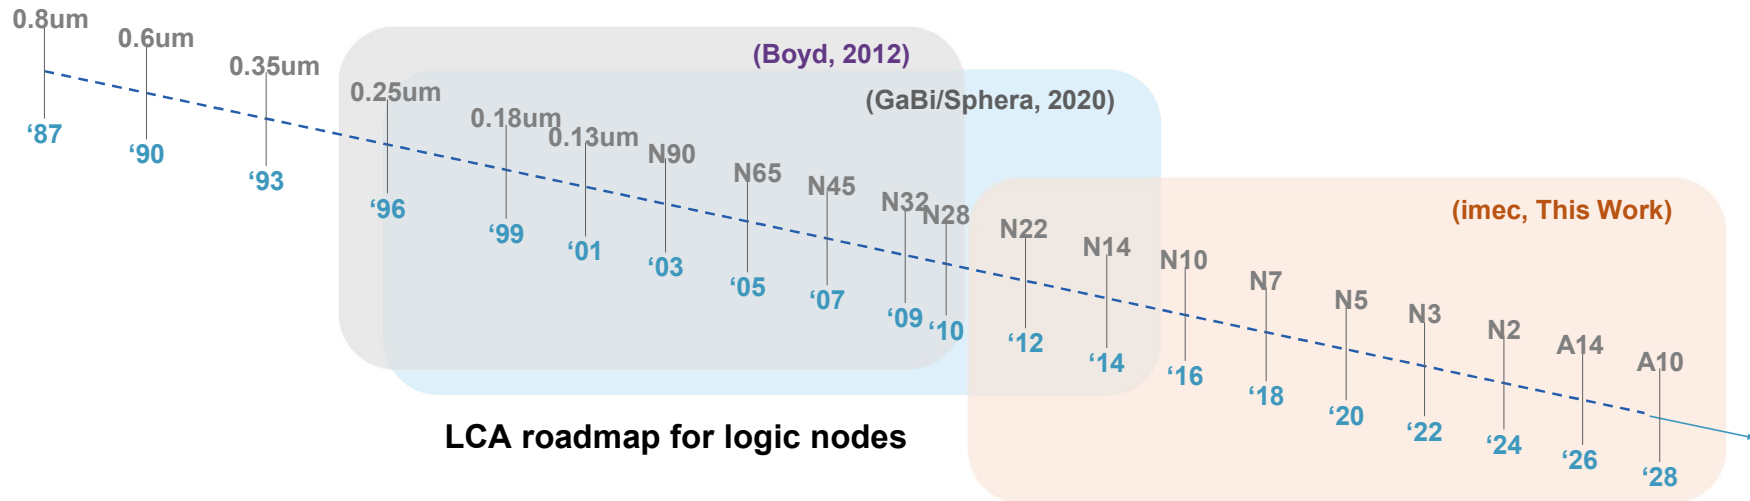 0.8um
0.6um
0.35um
0.25um
0.18um
0.13um
N90
N65
N45
N32
N28
N22
N14
N10
N7
N5
N3
N2
A14
A10
(Boyd, 2012)
(GaBi/Sphera, 2020)
(imec, This Work)
‘87
‘90
‘93
‘96
‘99
‘01
‘03
‘05
‘07
‘09
‘10
‘12
‘14
‘16
‘18
‘20
‘22
‘24
‘26
‘28
LCA roadmap for logic nodes